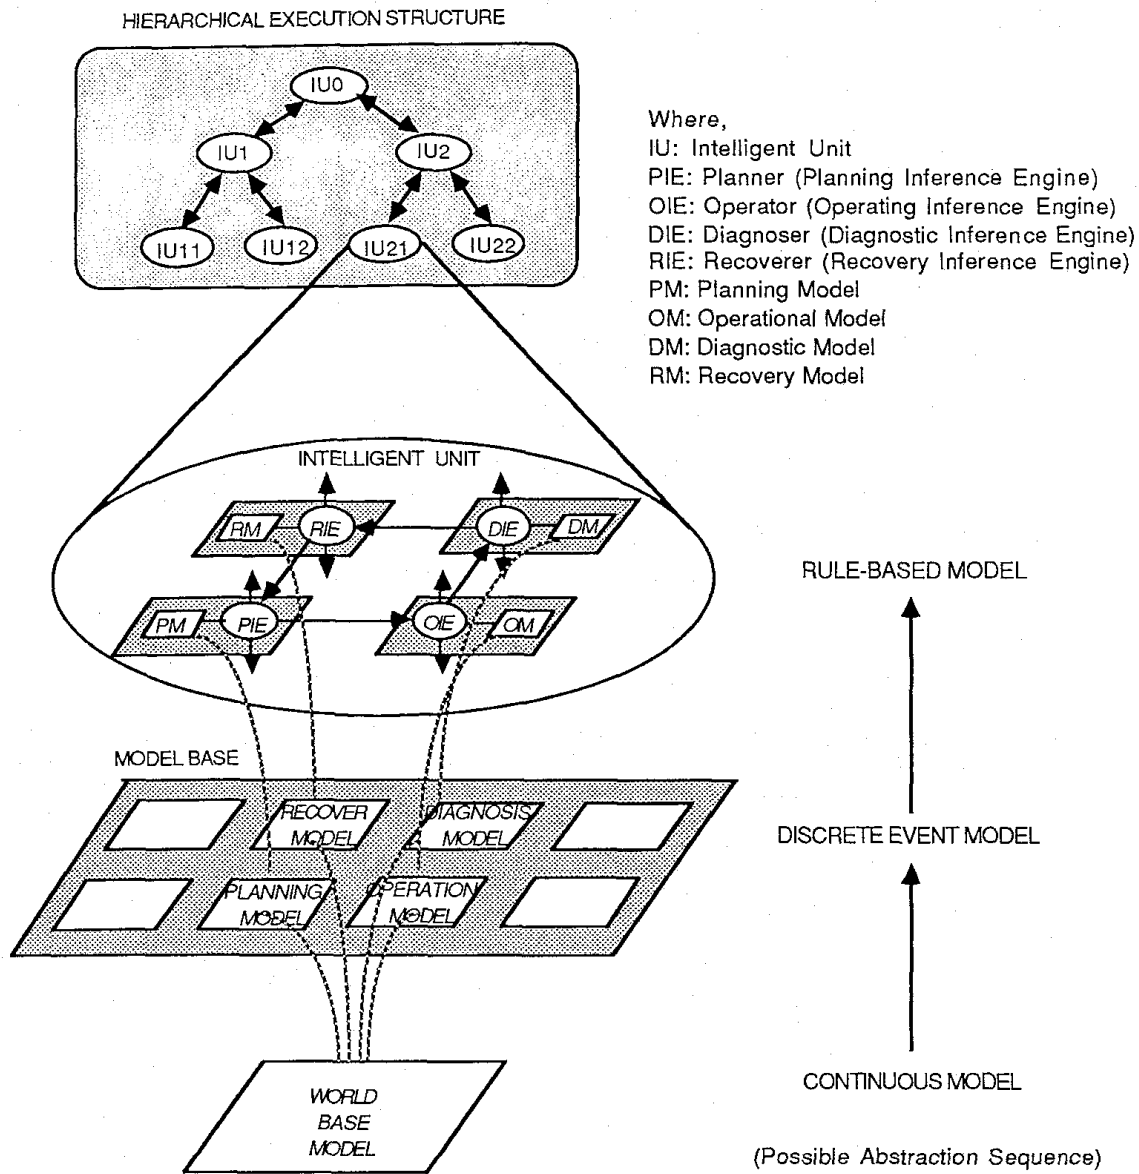 HIERARCHICAL EXECUTION STRUCTURE
IU0
IU1
IU2
IU11
IU12
IU21
IU22
Where,
IU: Intelligent Unit
PIE: Planner (Planning Inference Engine)
OIE: Operator (Operating Inference Engine)
DIE: Diagnoser (Diagnostic Inference Engine)
RIE: Recoverer (Recovery Inference Engine)
PM: Planning Model
OM: Operational Model
DM: Diagnostic Model
RM: Recovery Model
INTELLIGENT UNIT
RM
RIE
DIE
DM
PM
PIE
OIE
OM
MODEL BASE
RECOVER
MODEL
DIAGNOSIS
MODEL
PLANNING
MODEL
OPERATION
MODEL
WORLD
BASE
MODEL
RULE-BASED MODEL
DISCRETE EVENT MODEL
CONTINUOUS MODEL
(Possible Abstraction Sequence)